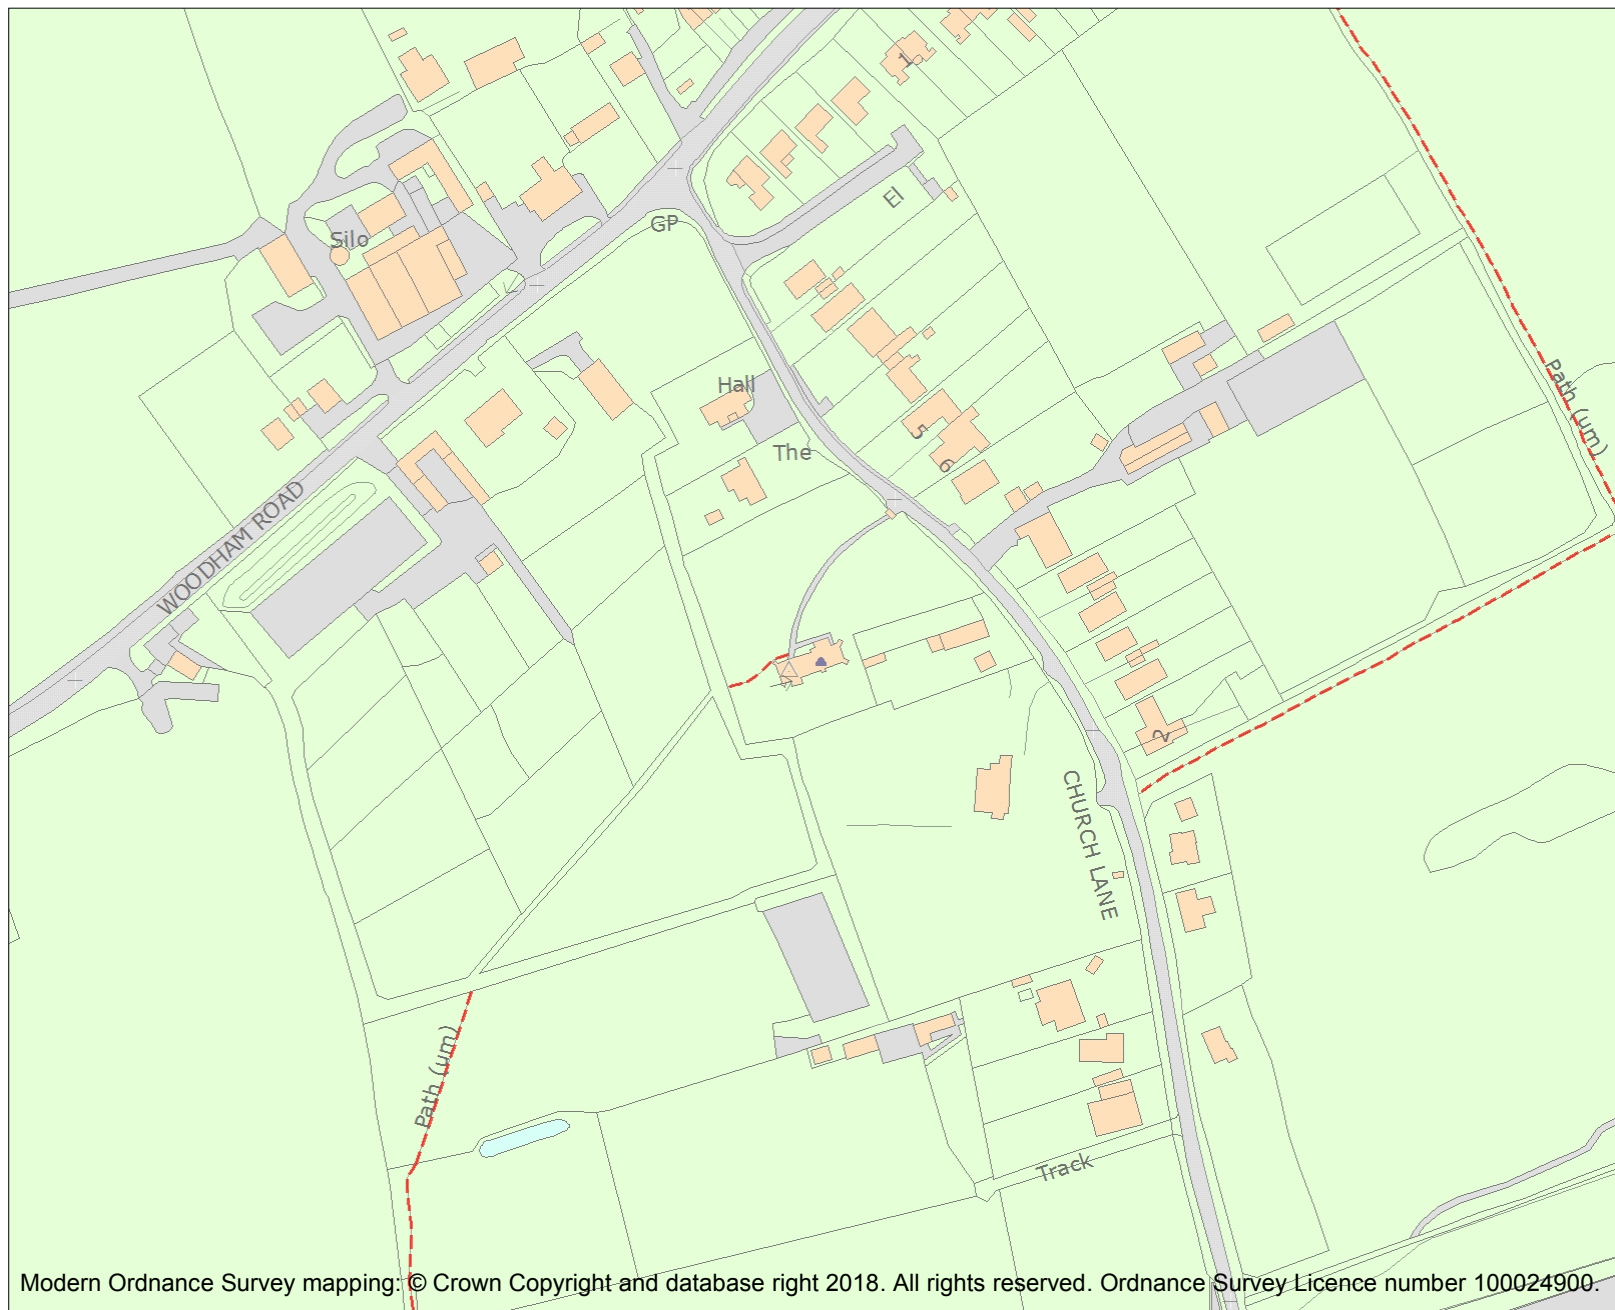 1
El
GP
Silo
Hall
Path (um)
5
The
6
WOODHAM ROAD
2
CHURCH LANE
Path (um)
Track
Modern Ordnance Survey mapping: © Crown Copyright and database right 2018. All rights reserved. Ordnance Survey Licence number 100024900.